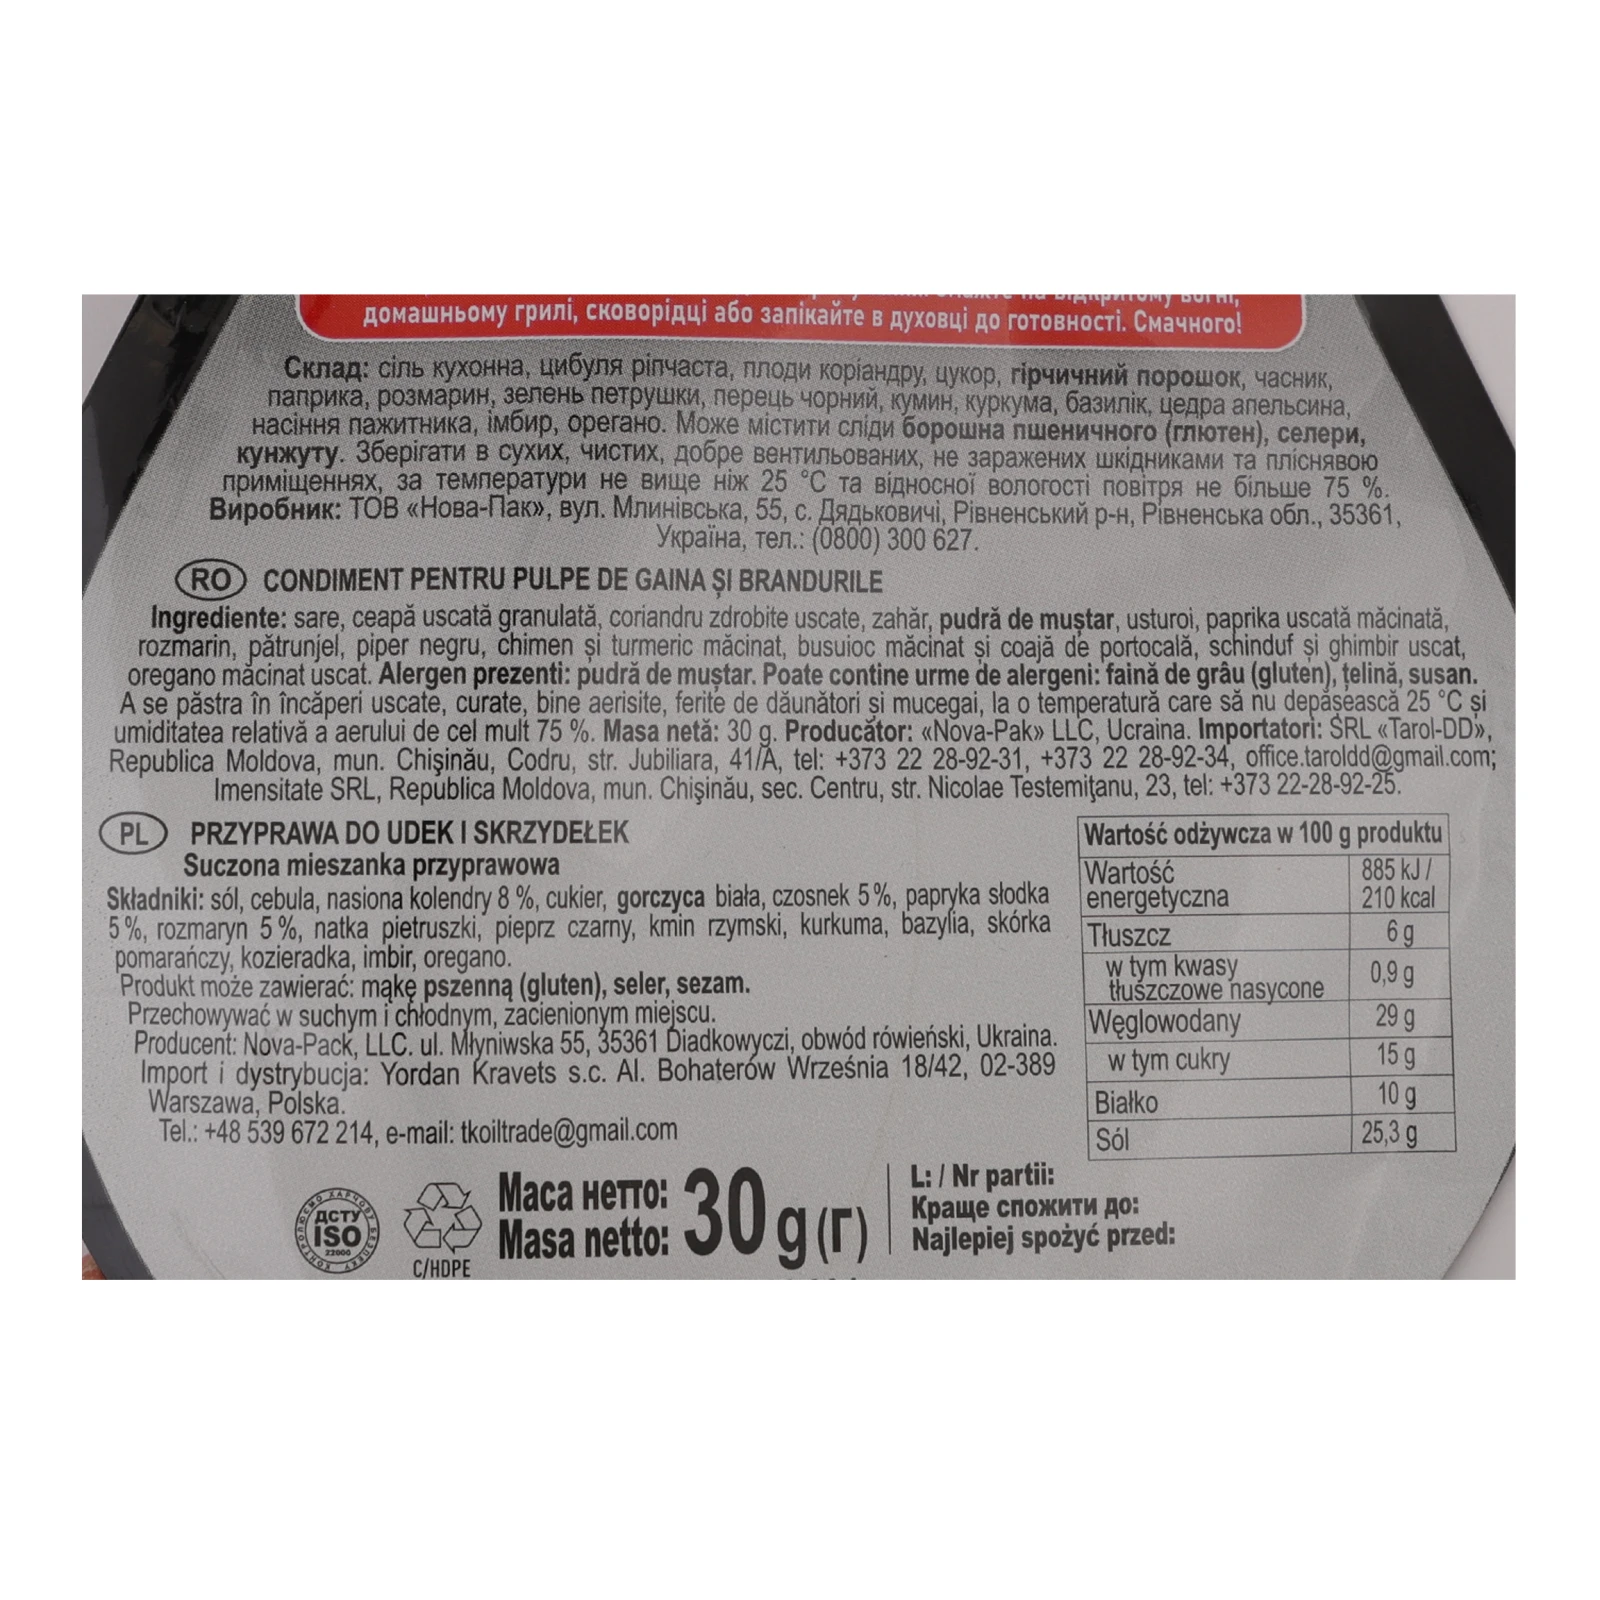 домашньому грилі, сковорідці або запікайте в духовці до готовності. Смачного!
Склад: сіль кухонна, цибуля ріпчаста, плоди коріандру, цукор, гірчичний порошок, часник,
паприка, розмарин, зелень петрушки, перець чорний, кумин, куркума, базилік, цедра апельсина,
насіння пажитника, імбир, орегано. Може містити сліди борошна пшеничного (глютен), селери,
кунжуту. Зберігати в сухих, чистих, добре вентильованих, не заражених шкідниками та пліснявою
приміщеннях, за температури не вище ніж 25 °C та відносної вологості повітря не більше 75 %.
Виробник: ТОВ «Нова-Пак», вул. Млинівська, 55, с. Дядьковичі, Рівненський р-н, Рівненська обл., 35361,
Україна, тел.: (0800) 300 627.
RO CONDIMENT PENTRU PULPE DE GAINA ȘI BRANDURILE
Ingrediente: sare, ceapă uscată granulată, coriandru zdrobite uscate, zahăr, pudră de muștar, usturoi, paprika uscată măcinată,
rozmarin, pătrunjel, piper negru, chimen și turmeric măcinat, busuioc măcinat și coajă de portocală, schinduf și ghimbir uscat,
oregano măcinat uscat. Alergen prezenti: pudră de muștar. Poate contine urme de alergeni: faină de grâu (gluten), țelină, susan.
A se păstra în încăperi uscate, curate, bine aerisite, ferite de dăunători și mucegai, la o temperatură care să nu depășească 25 °C și
umiditatea relativă a aerului de cel mult 75 %. Masa netă: 30 g. Producător: «Nova-Pak» LLC, Ucraina. Importatori: SRL «Tarol-DD»,
Republica Moldova, mun. Chişinău, Codru, str. Jubiliara, 41/A, tel: +373 22 28-92-31, +373 22 28-92-34, office.taroldd@gmail.com;
Imensitate SRL, Republica Moldova, mun. Chişinău, sec. Centru, str. Nicolae Testemiţanu, 23, tel: +373 22-28-92-25.
PL PRZYPRAWA DO UDEK I SKRZYDEŁEK
Suczona mieszanka przyprawowa
Składniki: sól, cebula, nasiona kolendry 8 %, cukier, gorczyca biała, czosnek 5 %, papryka słodka
5 %, rozmaryn 5 %, natka pietruszki, pieprz czarny, kmin rzymski, kurkuma, bazylia, skórka
pomarańczy, kozieradka, imbir, oregano.
Produkt może zawierać: mąkę pszenną (gluten), seler, sezam.
Przechowywać w suchym i chłodnym, zacienionym miejscu.
Producent: Nova-Pack, LLC. ul. Młyniwska 55, 35361 Diadkowyczi, obwód rówieński, Ukraina.
Import i dystrybucja: Yordan Kravets s.c. Al. Bohaterów Września 18/42, 02-389
Warszawa, Polska.
Tel.: +48 539 672 214, e-mail: tkoiltrade@gmail.com
Wartość odżywcza w 100 g produktu
Wartość energetyczna 885 kJ / 210 kcal
Tłuszcz 6 g
w tym kwasy tłuszczowe nasycone 0,9 g
Węglowodany 29 g
w tym cukry 15 g
Białko 10 g
Sól 25,3 g
ДСТУ
ISO
22000
C/HDPE
Маса нетто:
Masa netto:
30 g (г)
L: / Nr partii:
Краще спожити до:
Najlepiej spożyć przed: